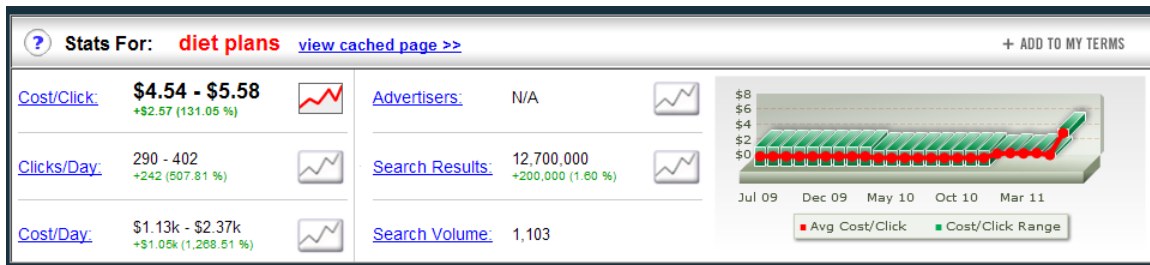 ? Stats For: diet plans view cached page >> + ADD TO MY TERMS
Cost/Click: $4.54 - $5.58
+$2.57 (131.05 %)
Advertisers: N/A
Clicks/Day: 290 - 402
+242 (507.81 %)
Search Results: 12,700,000
+200,000 (1.60 %)
Cost/Day: $1.13k - $2.37k
+$1.05k (1,268.51 %)
Search Volume: 1,103
$8
$6
$4
$2
$0
Jul 09 Dec 09 May 10 Oct 10 Mar 11
Avg Cost/Click Cost/Click Range